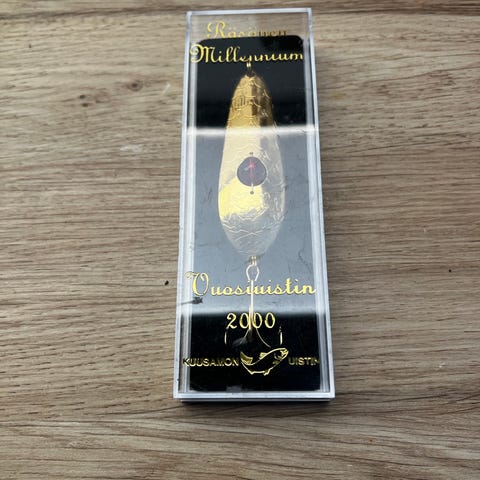 Räsänen
Millennium
Vuosiuistin
2000
KUUSAMON UISTIN